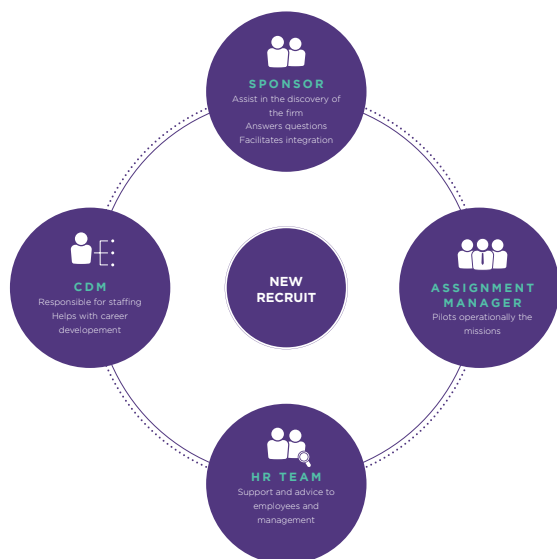 SPONSOR
Assist in the discovery of
the firm
Answers questions
Facilitates integration
CDM
Responsible for staffing
Helps with career
developement
NEW
RECRUIT
ASSIGNMENT
MANAGER
Pilots operationally the
missions
HR TEAM
Support and advice to
employees and
management